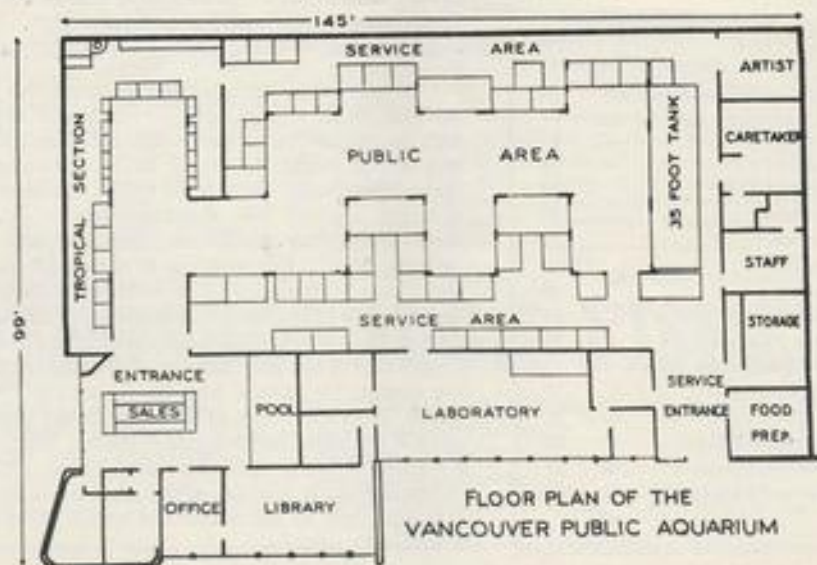 145'
SERVICE AREA
ARTIST
CARETAKER
PUBLIC AREA
TROPICAL SECTION
35 FOOT TANK
STAFF
99'
SERVICE AREA
STORAGE
ENTRANCE
SALES
POOL
LABORATORY
SERVICE
ENTRANCE
FOOD
PREP.
OFFICE
LIBRARY
FLOOR PLAN OF THE
VANCOUVER PUBLIC AQUARIUM